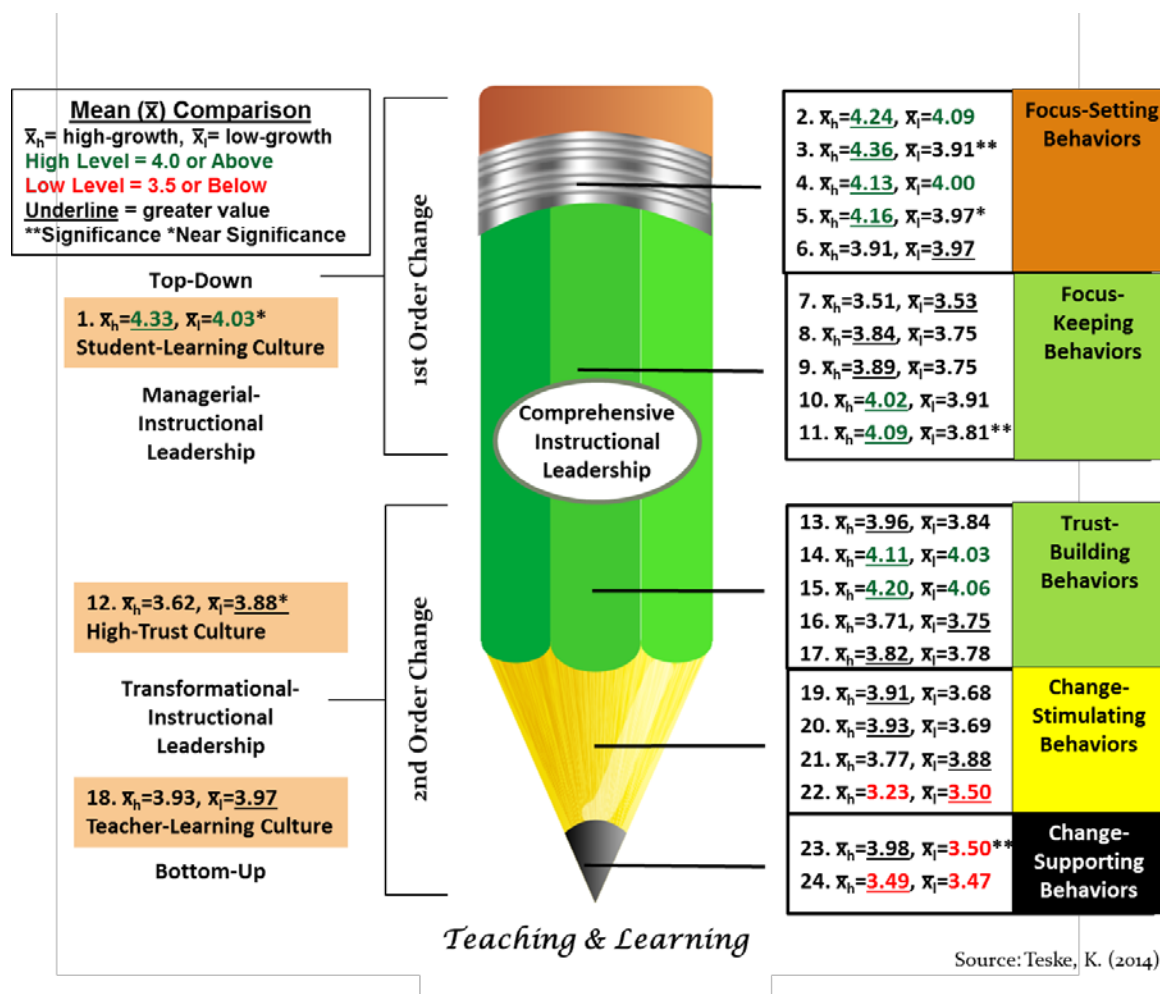 Mean (x̅) Comparison
x̅ₕ= high-growth, x̅ₗ= low-growth
High Level = 4.0 or Above
Low Level = 3.5 or Below
Underline = greater value
**Significance *Near Significance
Top-Down
1. x̅ₕ=4.33, x̅ₗ=4.03*
Student-Learning Culture
Managerial-
Instructional
Leadership
12. x̅ₕ=3.62, x̅ₗ=3.88*
High-Trust Culture
Transformational-
Instructional
Leadership
18. x̅ₕ=3.93, x̅ₗ=3.97
Teacher-Learning Culture
Bottom-Up
1st Order Change
2nd Order Change
Comprehensive
Instructional
Leadership
2. x̅ₕ=4.24, x̅ₗ=4.09
3. x̅ₕ=4.36, x̅ₗ=3.91**
4. x̅ₕ=4.13, x̅ₗ=4.00
5. x̅ₕ=4.16, x̅ₗ=3.97*
6. x̅ₕ=3.91, x̅ₗ=3.97
Focus-Setting
Behaviors
7. x̅ₕ=3.51, x̅ₗ=3.53
8. x̅ₕ=3.84, x̅ₗ=3.75
9. x̅ₕ=3.89, x̅ₗ=3.75
10. x̅ₕ=4.02, x̅ₗ=3.91
11. x̅ₕ=4.09, x̅ₗ=3.81**
Focus-
Keeping
Behaviors
13. x̅ₕ=3.96, x̅ₗ=3.84
14. x̅ₕ=4.11, x̅ₗ=4.03
15. x̅ₕ=4.20, x̅ₗ=4.06
16. x̅ₕ=3.71, x̅ₗ=3.75
17. x̅ₕ=3.82, x̅ₗ=3.78
Trust-
Building
Behaviors
19. x̅ₕ=3.91, x̅ₗ=3.68
20. x̅ₕ=3.93, x̅ₗ=3.69
21. x̅ₕ=3.77, x̅ₗ=3.88
22. x̅ₕ=3.23, x̅ₗ=3.50
Change-
Stimulating
Behaviors
23. x̅ₕ=3.98, x̅ₗ=3.50**
24. x̅ₕ=3.49, x̅ₗ=3.47
Change-
Supporting
Behaviors
Teaching & Learning
Source: Teske, K. (2014)